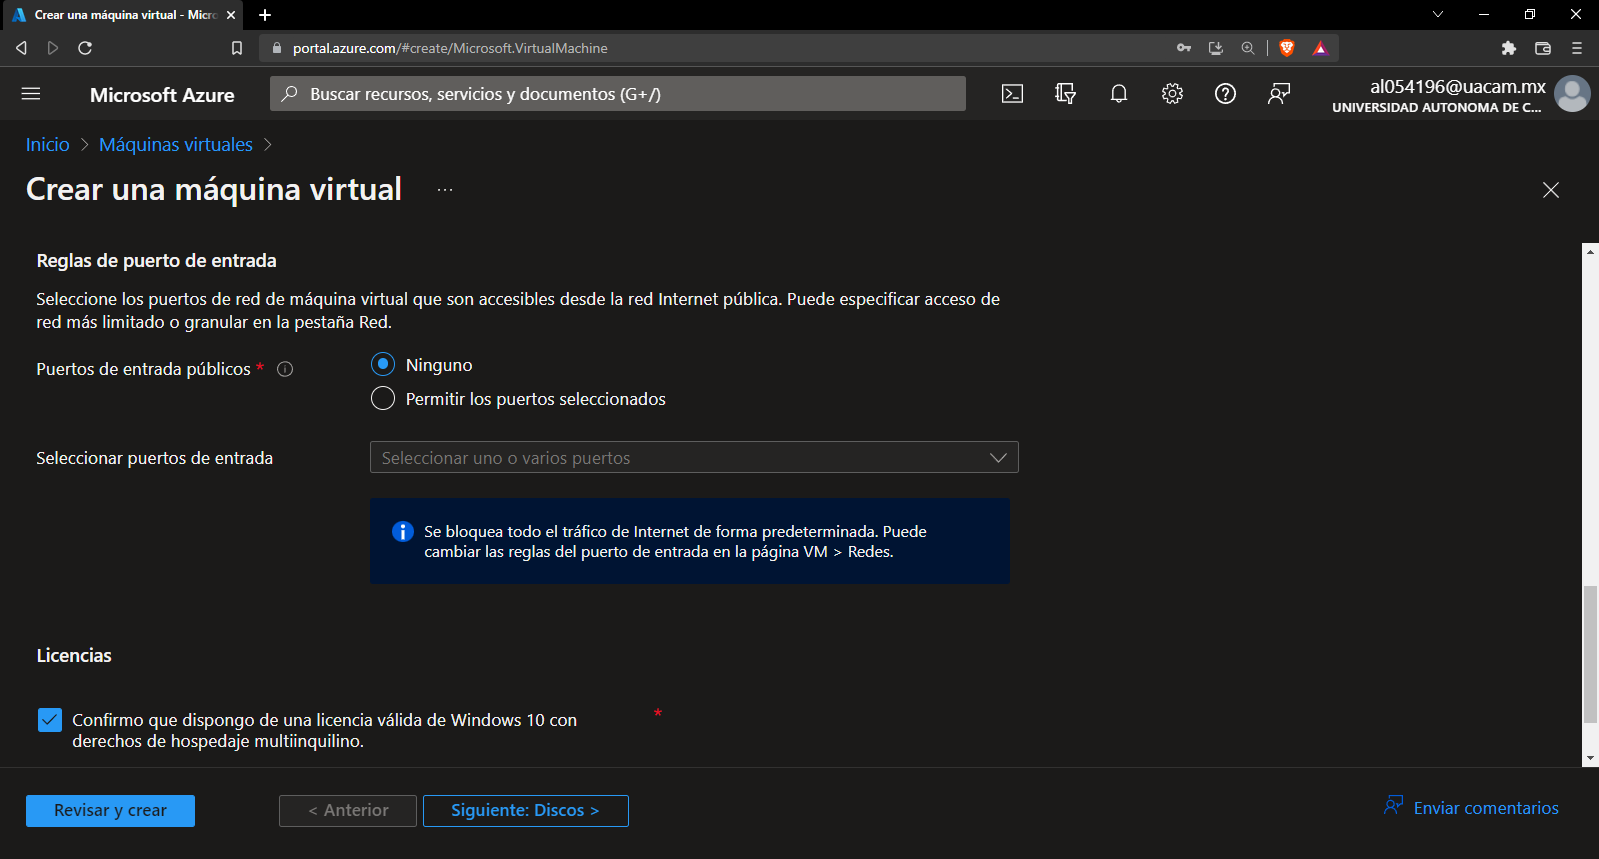 Crear una máquina virtual - Micro
portal.azure.com/#create/Microsoft.VirtualMachine
Microsoft Azure
Buscar recursos, servicios y documentos (G+/)
al054196@uacam.mx
UNIVERSIDAD AUTONOMA DE C...
Inicio > Máquinas virtuales >
Crear una máquina virtual ...
Reglas de puerto de entrada
Seleccione los puertos de red de máquina virtual que son accesibles desde la red Internet pública. Puede especificar acceso de
red más limitado o granular en la pestaña Red.
Puertos de entrada públicos *
Ninguno
Permitir los puertos seleccionados
Seleccionar puertos de entrada
Seleccionar uno o varios puertos
Se bloquea todo el tráfico de Internet de forma predeterminada. Puede
cambiar las reglas del puerto de entrada en la página VM > Redes.
Licencias
Confirmo que dispongo de una licencia válida de Windows 10 con *
derechos de hospedaje multiinquilino.
Revisar y crear
< Anterior
Siguiente: Discos >
Enviar comentarios